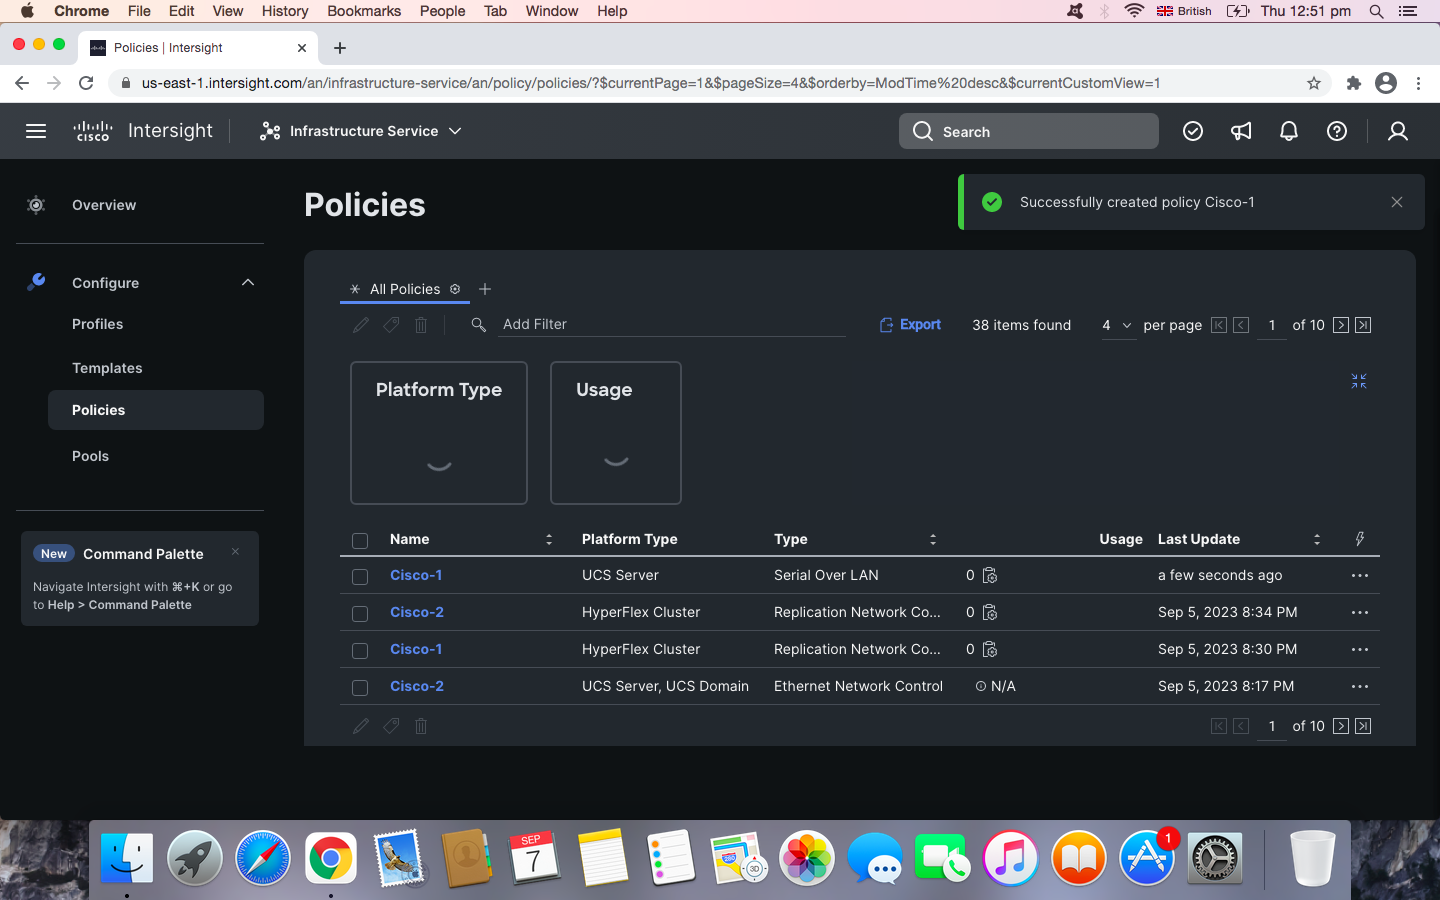 Chrome File Edit View History Bookmarks People Tab Window Help British Thu 12:51 pm
Policies | Intersight
us-east-1.intersight.com/an/infrastructure-service/an/policy/policies/?$currentPage=1&$pageSize=4&$orderby=ModTime%20desc&$currentCustomView=1
CISCO Intersight Infrastructure Service Search
Overview
Configure
Profiles
Templates
Policies
Pools
New Command Palette
Navigate Intersight with ⌘+K or go
to Help > Command Palette
Policies
Successfully created policy Cisco-1
All Policies
Add Filter Export 38 items found 4 per page 1 of 10
Platform Type Usage
Name Platform Type Type Usage Last Update
Cisco-1 UCS Server Serial Over LAN 0 a few seconds ago
Cisco-2 HyperFlex Cluster Replication Network Co... 0 Sep 5, 2023 8:34 PM
Cisco-1 HyperFlex Cluster Replication Network Co... 0 Sep 5, 2023 8:30 PM
Cisco-2 UCS Server, UCS Domain Ethernet Network Control N/A Sep 5, 2023 8:17 PM
1 of 10
SEP
7
280
3D
1